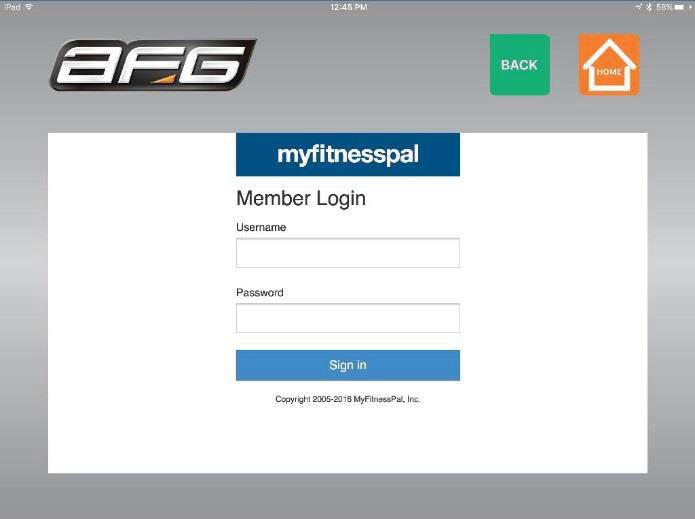 iPad
12:45 PM
58%
AFG
BACK
HOME
myfitnesspal
Member Login
Username
Password
Sign in
Copyright 2005-2016 MyFitnessPal, Inc.